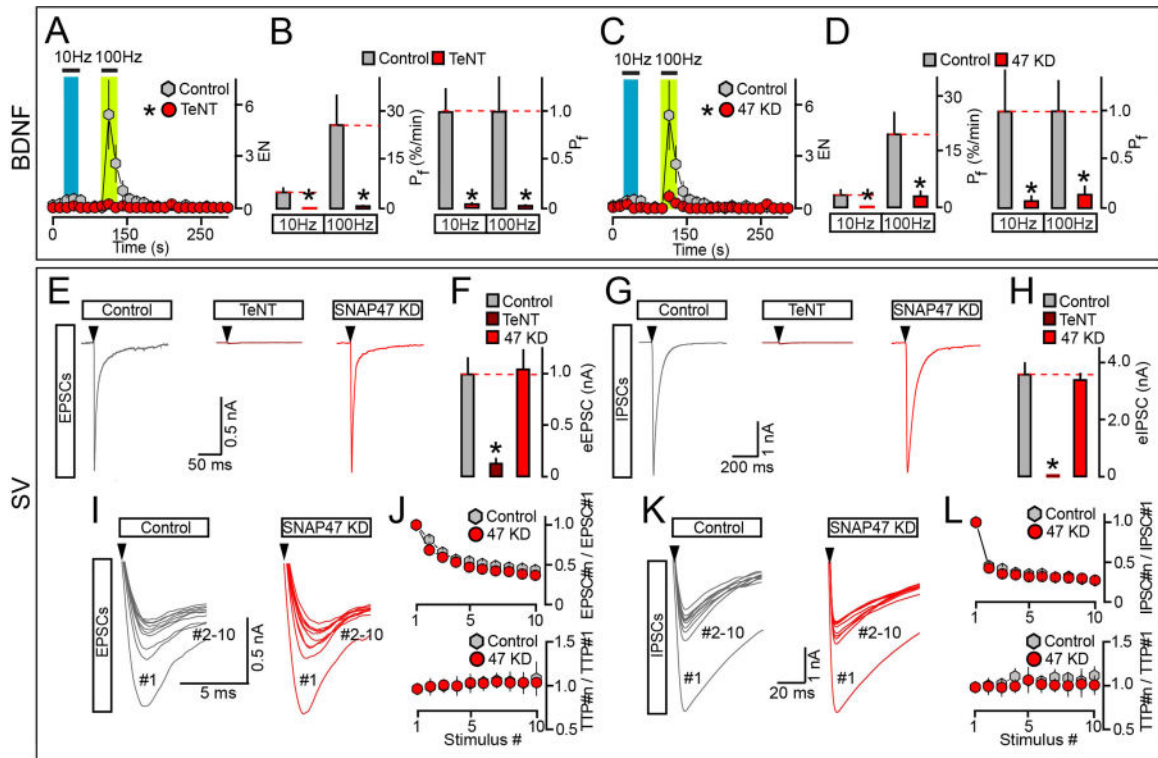 BDNF
A
10Hz 100Hz
Control
* TeNT
6
3
0
EN
0 150 250
Time (s)
B
Control TeNT
30
15
0
Pf (%/min)
* *
10Hz 100Hz
1.0
0.5
0
Pf
* *
10Hz 100Hz
C
10Hz 100Hz
Control
* 47 KD
6
3
0
EN
0 150 250
Time (s)
D
Control 47 KD
30
15
0
Pf (%/min)
* *
10Hz 100Hz
1.0
0.5
0
Pf
* *
10Hz 100Hz
SV
E
Control TeNT SNAP47 KD
EPSCs
0.5 nA
50 ms
F
Control
TeNT
47 KD
1.0
0.5
0
eEPSC (nA)
*
G
Control TeNT SNAP47 KD
IPSCs
1 nA
200 ms
H
Control
TeNT
47 KD
4.0
2.0
0
eIPSC (nA)
*
I
Control SNAP47 KD
EPSCs
#2-10 #2-10
#1 #1
0.5 nA
5 ms
J
Control
47 KD
1.0
0.5
0
EPSC#n / EPSC#1
1 5 10
Control
47 KD
1.5
1.0
0.5
TTP#n / TTP#1
1 5 10
Stimulus #
K
Control SNAP47 KD
IPSCs
#2-10 #2-10
#1 #1
1 nA
20 ms
L
Control
47 KD
1.0
0.5
0
IPSC#n / IPSC#1
1 5 10
Control
47 KD
1.5
1.0
0.5
TTP#n / TTP#1
1 5 10
Stimulus #